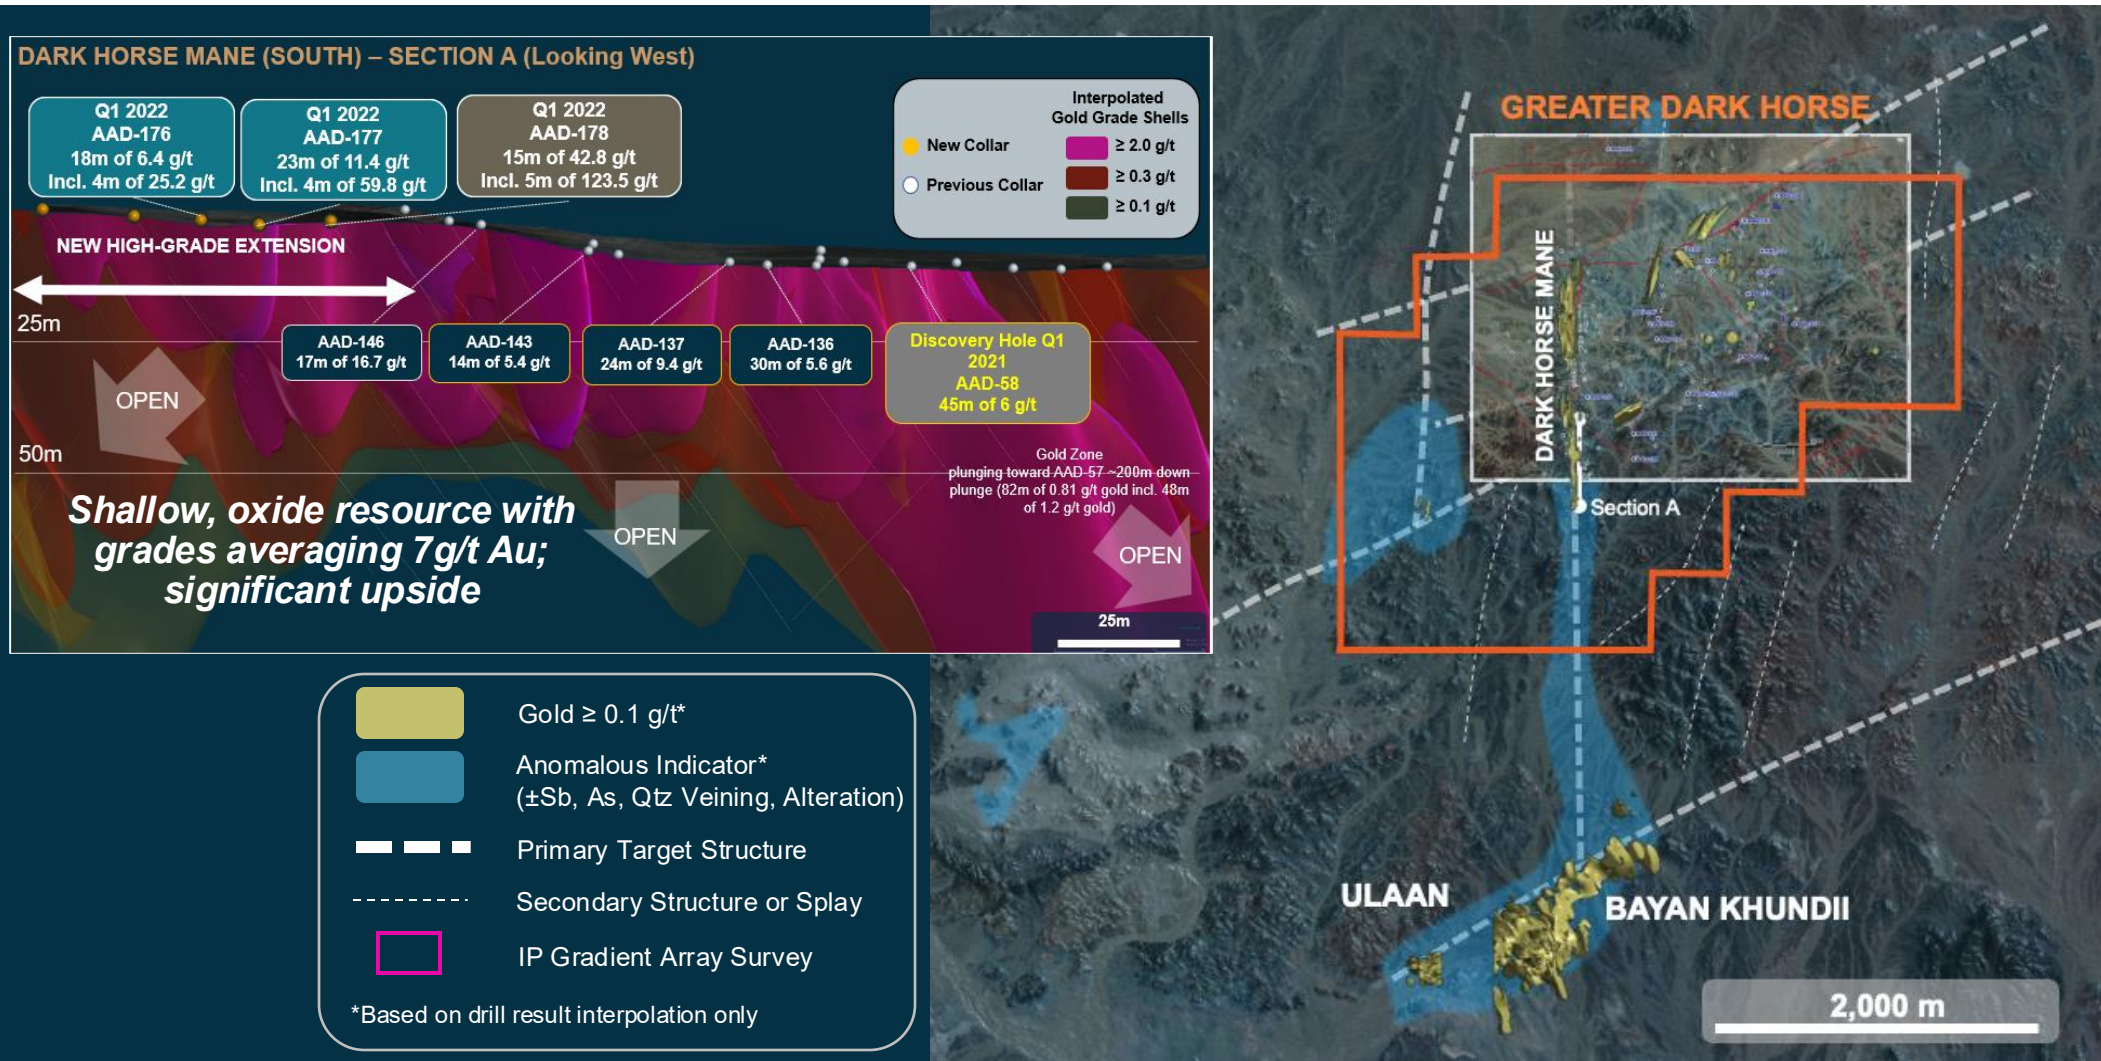 DARK HORSE MANE (SOUTH) – SECTION A (Looking West)
Q1 2022
AAD-176
18m of 6.4 g/t
Incl. 4m of 25.2 g/t
Q1 2022
AAD-177
23m of 11.4 g/t
Incl. 4m of 59.8 g/t
Q1 2022
AAD-178
15m of 42.8 g/t
Incl. 5m of 123.5 g/t
New Collar
Previous Collar
Interpolated
Gold Grade Shells
≥ 2.0 g/t
≥ 0.3 g/t
≥ 0.1 g/t
NEW HIGH-GRADE EXTENSION
25m
AAD-146
17m of 16.7 g/t
AAD-143
14m of 5.4 g/t
AAD-137
24m of 9.4 g/t
AAD-136
30m of 5.6 g/t
Discovery Hole Q1
2021
AAD-58
45m of 6 g/t
OPEN
50m
Gold Zone
plunging toward AAD-57 ~200m down
plunge (82m of 0.81 g/t gold incl. 48m
of 1.2 g/t gold)
Shallow, oxide resource with
grades averaging 7g/t Au;
significant upside
OPEN
OPEN
25m
GREATER DARK HORSE
DARK HORSE MANE
Section A
ULAAN
BAYAN KHUNDII
2,000 m
Gold ≥ 0.1 g/t*
Anomalous Indicator*
(±Sb, As, Qtz Veining, Alteration)
Primary Target Structure
Secondary Structure or Splay
IP Gradient Array Survey
*Based on drill result interpolation only